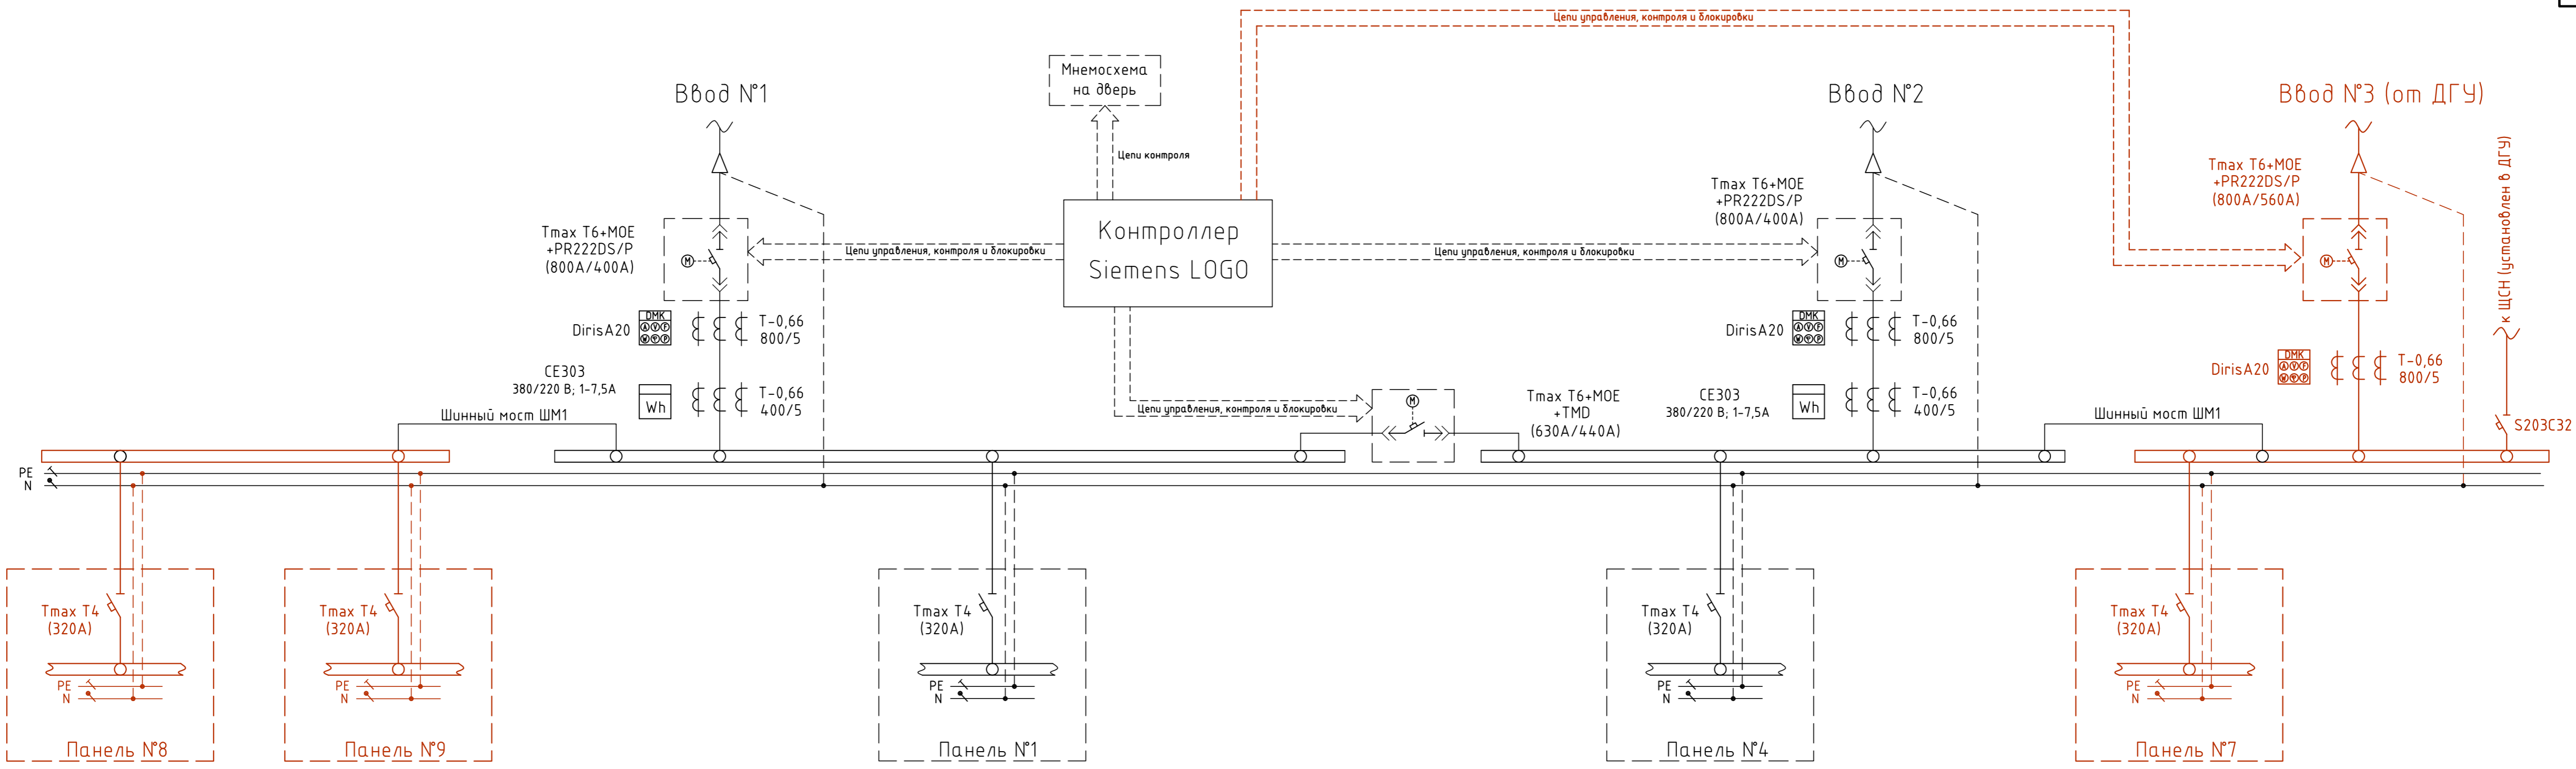 Цепи управления, контроля и блокировки
Мнемосхема
на дверь
Ввод №1
Ввод №2
Ввод №3 (от ДГУ)
Цепи контроля
к ЩСН (установлен в ДГУ)
Tmax T6+MOE
+PR222DS/P
(800A/400A)
Цепи управления, контроля и блокировки
Контроллер
Siemens LOGO
Цепи управления, контроля и блокировки
Tmax T6+MOE
+PR222DS/P
(800A/400A)
Tmax T6+MOE
+PR222DS/P
(800A/560A)
M
M
M
DirisA20
DMK
A V F
W P
T-0,66
800/5
DirisA20
DMK
A V F
W P
T-0,66
800/5
DirisA20
DMK
A V F
W P
T-0,66
800/5
CE303
380/220 В; 1-7,5А
Wh
T-0,66
400/5
Цепи управления, контроля и блокировки
M
Tmax T6+MOE
+TMD
(630A/440A)
CE303
380/220 В; 1-7,5А
Wh
T-0,66
400/5
Шинный мост ШМ1
Шинный мост ШМ1
S203C32
PE
N
Tmax T4
(320A)
PE
N
Панель №8
Tmax T4
(320A)
PE
N
Панель №9
Tmax T4
(320A)
PE
N
Панель №1
Tmax T4
(320A)
PE
N
Панель №4
Tmax T4
(320A)
PE
N
Панель №7